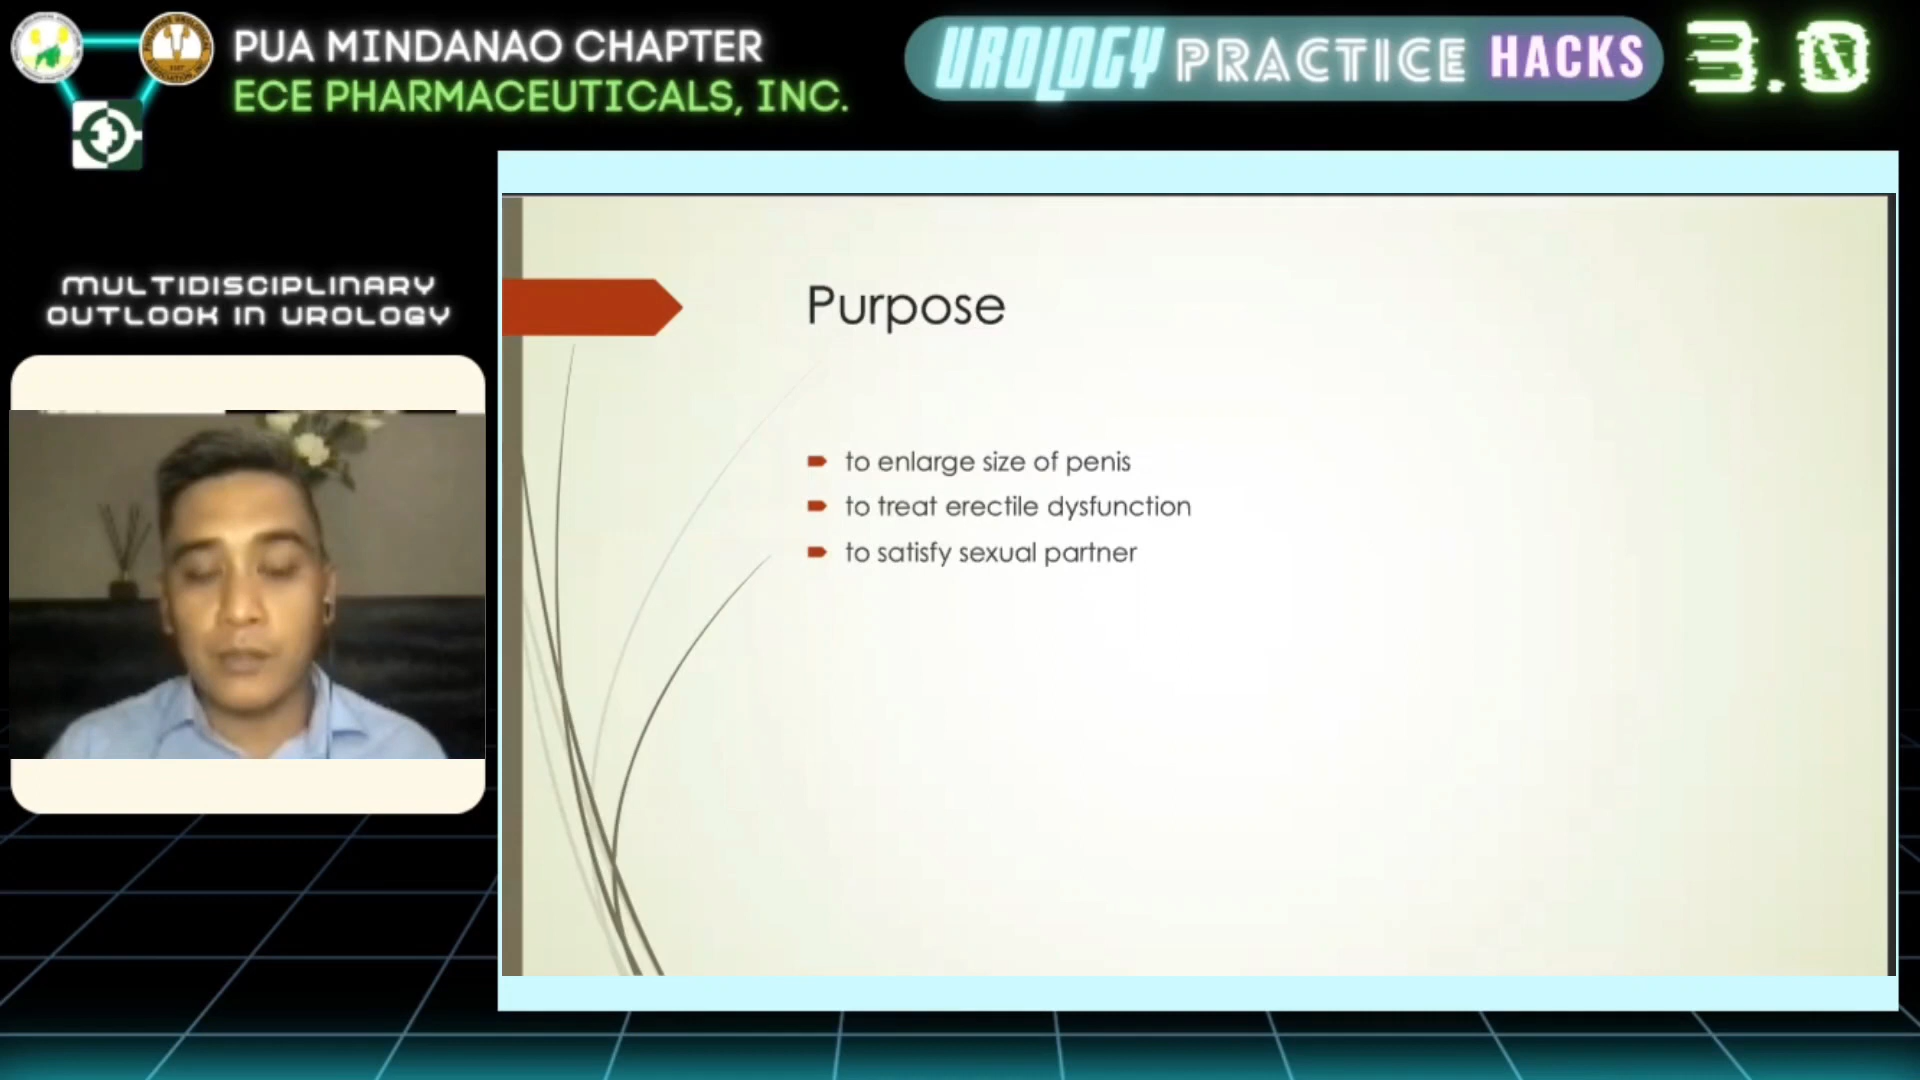 PUA MINDANAO CHAPTER
ECE PHARMACEUTICALS, INC.
UROLOGY PRACTICE HACKS 3.0
MULTIDISCIPLINARY
OUTLOOK IN UROLOGY
Purpose
to enlarge size of penis
to treat erectile dysfunction
to satisfy sexual partner